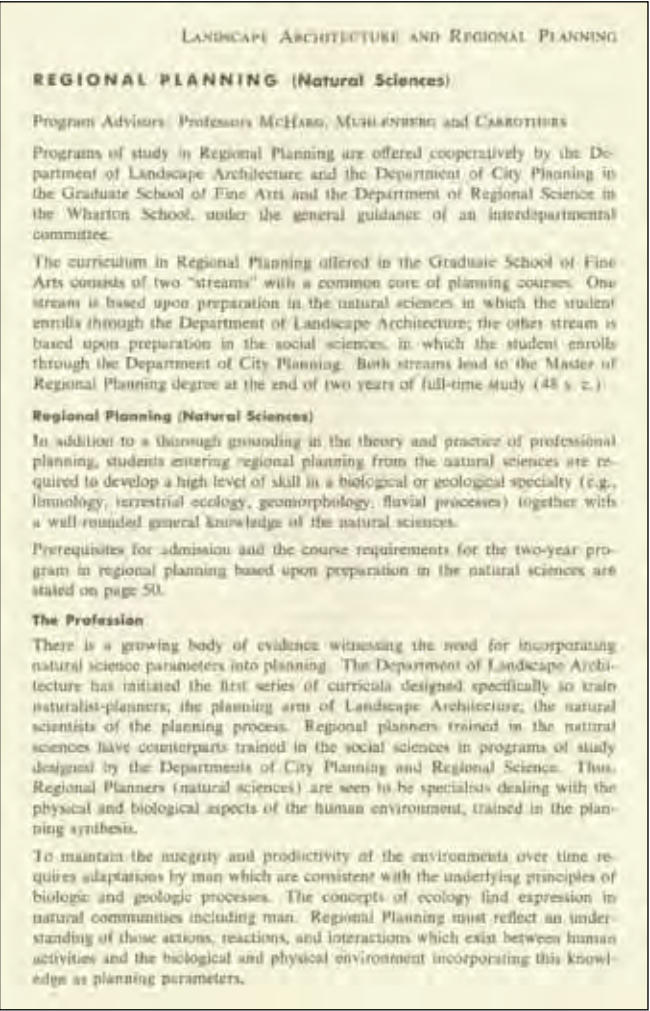 LANDSCAPE ARCHITECTURE AND REGIONAL PLANNING
REGIONAL PLANNING (Natural Sciences)
Program Advisors: Professors MCHARG, MUHLENBERG and CARROTHERS
Programs of study in Regional Planning are offered cooperatively by the De-
partment of Landscape Architecture and the Department of City Planning in
the Graduate School of Fine Arts and the Department of Regional Science in
the Wharton School, under the general guidance of an interdepartmental
committee.
The curriculum in Regional Planning offered in the Graduate School of Fine
Arts consists of two "streams" with a common core of planning courses. One
stream is based upon preparation in the natural sciences in which the student
enrolls through the Department of Landscape Architecture; the other stream is
based upon preparation in the social sciences, in which the student enrolls
through the Department of City Planning. Both streams lead to the Master of
Regional Planning degree at the end of two years of full-time study (48 s. z.)
Regional Planning (Natural Sciences)
In addition to a thorough grounding in the theory and practice of professional
planning, students entering regional planning from the natural sciences are re-
quired to develop a high level of skill in a biological or geological specialty (e.g.,
limnology, terrestrial ecology, geomorphology, fluvial processes) together with
a well-rounded general knowledge of the natural sciences.
Prerequisites for admission and the course requirements for the two-year pro-
gram in regional planning based upon preparation in the natural sciences are
stated on page 50.
The Profession
There is a growing body of evidence witnessing the need for incorporating
natural science parameters into planning. The Department of Landscape Archi-
tecture has initiated the first series of curricula designed specifically to train
naturalist-planners; the planning arm of Landscape Architecture, the natural
scientists of the planning process. Regional planners trained in the natural
sciences have counterparts trained in the social sciences in programs of study
designed by the Departments of City Planning and Regional Science. Thus,
Regional Planners (natural sciences) are seen to be specialists dealing with the
physical and biological aspects of the human environment, trained in the plan-
ning synthesis.
To maintain the integrity and productivity of the environments over time re-
quires adaptations by man which are consistent with the underlying principles of
biologic and geologic processes. The concepts of ecology find expression in
natural communities including man. Regional Planning must reflect an under-
standing of those actions, reactions, and interactions which exist between human
activities and the biological and physical environment incorporating this knowl-
edge as planning parameters.